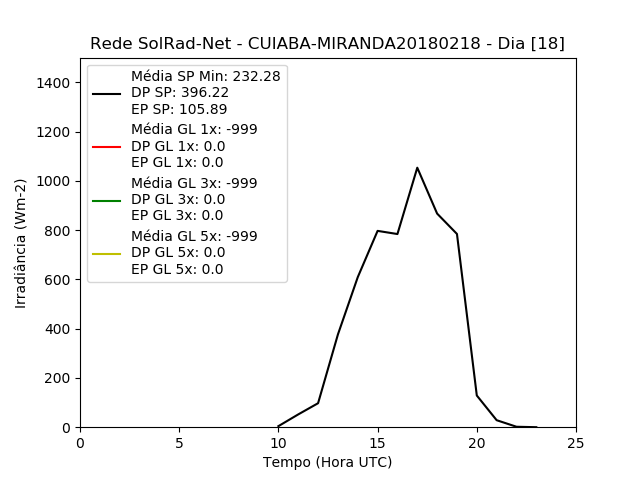 Rede SolRad-Net - CUIABA-MIRANDA20180218 - Dia [18]
Média SP Min: 232.28
DP SP: 396.22
EP SP: 105.89
Média GL 1x: -999
DP GL 1x: 0.0
EP GL 1x: 0.0
Média GL 3x: -999
DP GL 3x: 0.0
EP GL 3x: 0.0
Média GL 5x: -999
DP GL 5x: 0.0
EP GL 5x: 0.0
Irradiância (Wm-2)
1400
1200
1000
800
600
400
200
0
0 5 10 15 20 25
Tempo (Hora UTC)